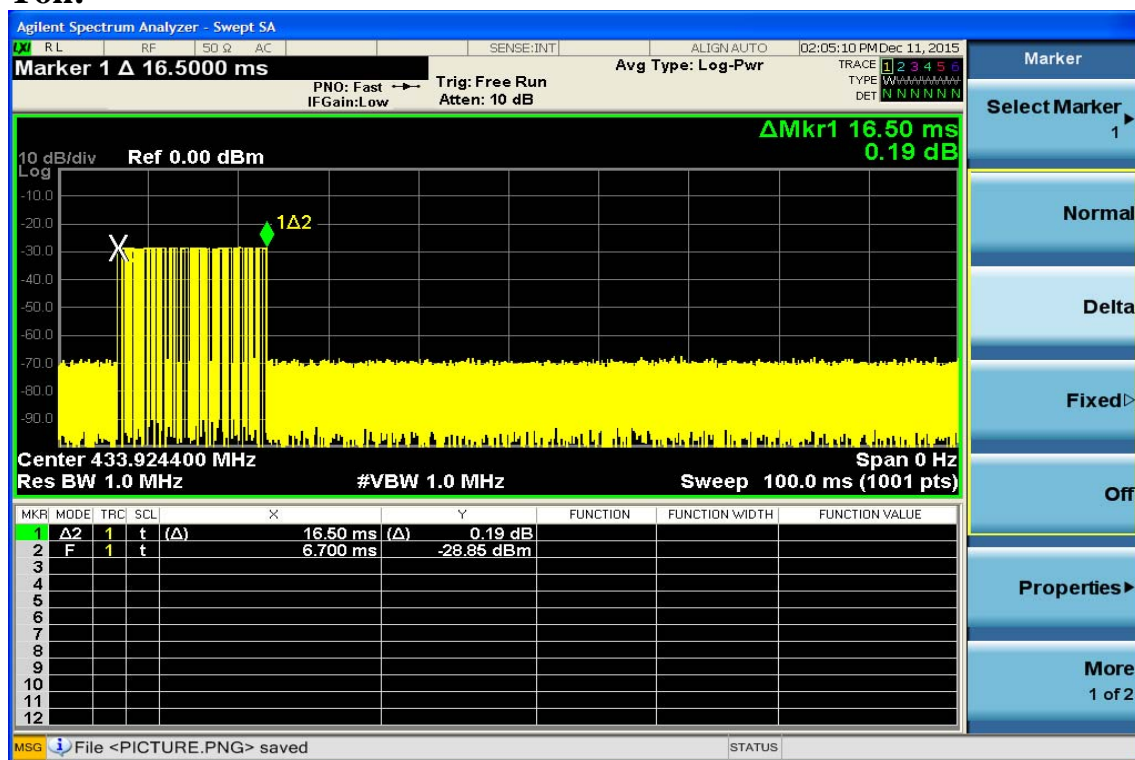 Ton:
Agilent Spectrum Analyzer - Swept SA
LXI RL RF 50 Ω AC SENSE:INT ALIGN AUTO 02:05:10 PM Dec 11, 2015
Marker 1 Δ 16.5000 ms
PNO: Fast
IFGain:Low
Trig: Free Run
Atten: 10 dB
Avg Type: Log-Pwr
TRACE 1 2 3 4 5 6
TYPE
DET N N N N N N
ΔMkr1 16.50 ms
0.19 dB
10 dB/div Ref 0.00 dBm
Log
-10.0
-20.0
-30.0
-40.0
-50.0
-60.0
-70.0
-80.0
-90.0
1Δ2
Center 433.924400 MHz Span 0 Hz
Res BW 1.0 MHz #VBW 1.0 MHz Sweep 100.0 ms (1001 pts)
MKR MODE TRC SCL X Y FUNCTION FUNCTION WIDTH FUNCTION VALUE
1 Δ2 1 t (Δ) 16.50 ms (Δ) 0.19 dB
2 F 1 t 6.700 ms -28.85 dBm
3
4
5
6
7
8
9
10
11
12
MSG File <PICTURE.PNG> saved STATUS
Marker
Select Marker
1
Normal
Delta
Fixed
Off
Properties
More
1 of 2